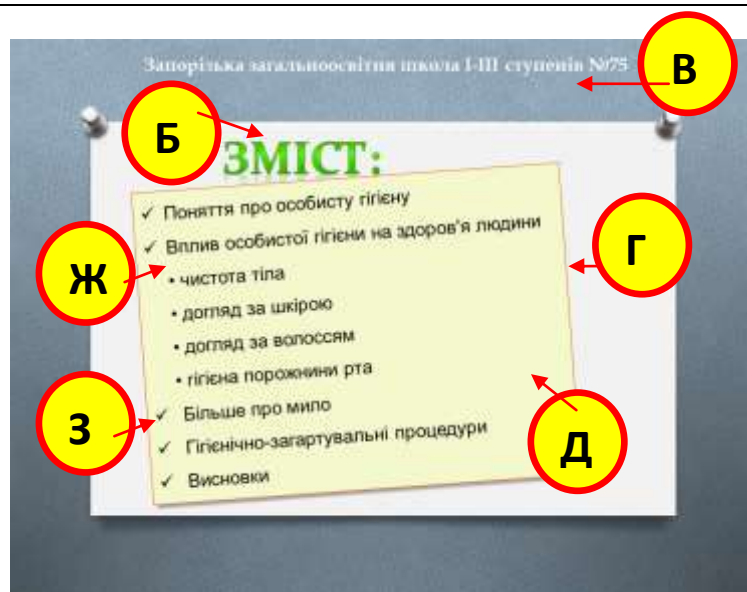 Запорізька загальноосвітня школа І-ІІІ ступенів №75
В
Б
ЗМІСТ:
✓ Поняття про особисту гігієну
✓ Вплив особистої гігієни на здоров'я людини
Г
Ж
• чистота тіла
• догляд за шкірою
• догляд за волоссям
• гігієна порожнини рта
З
✓ Більше про мило
Д
✓ Гігієнічно-загартувальні процедури
✓ Висновки